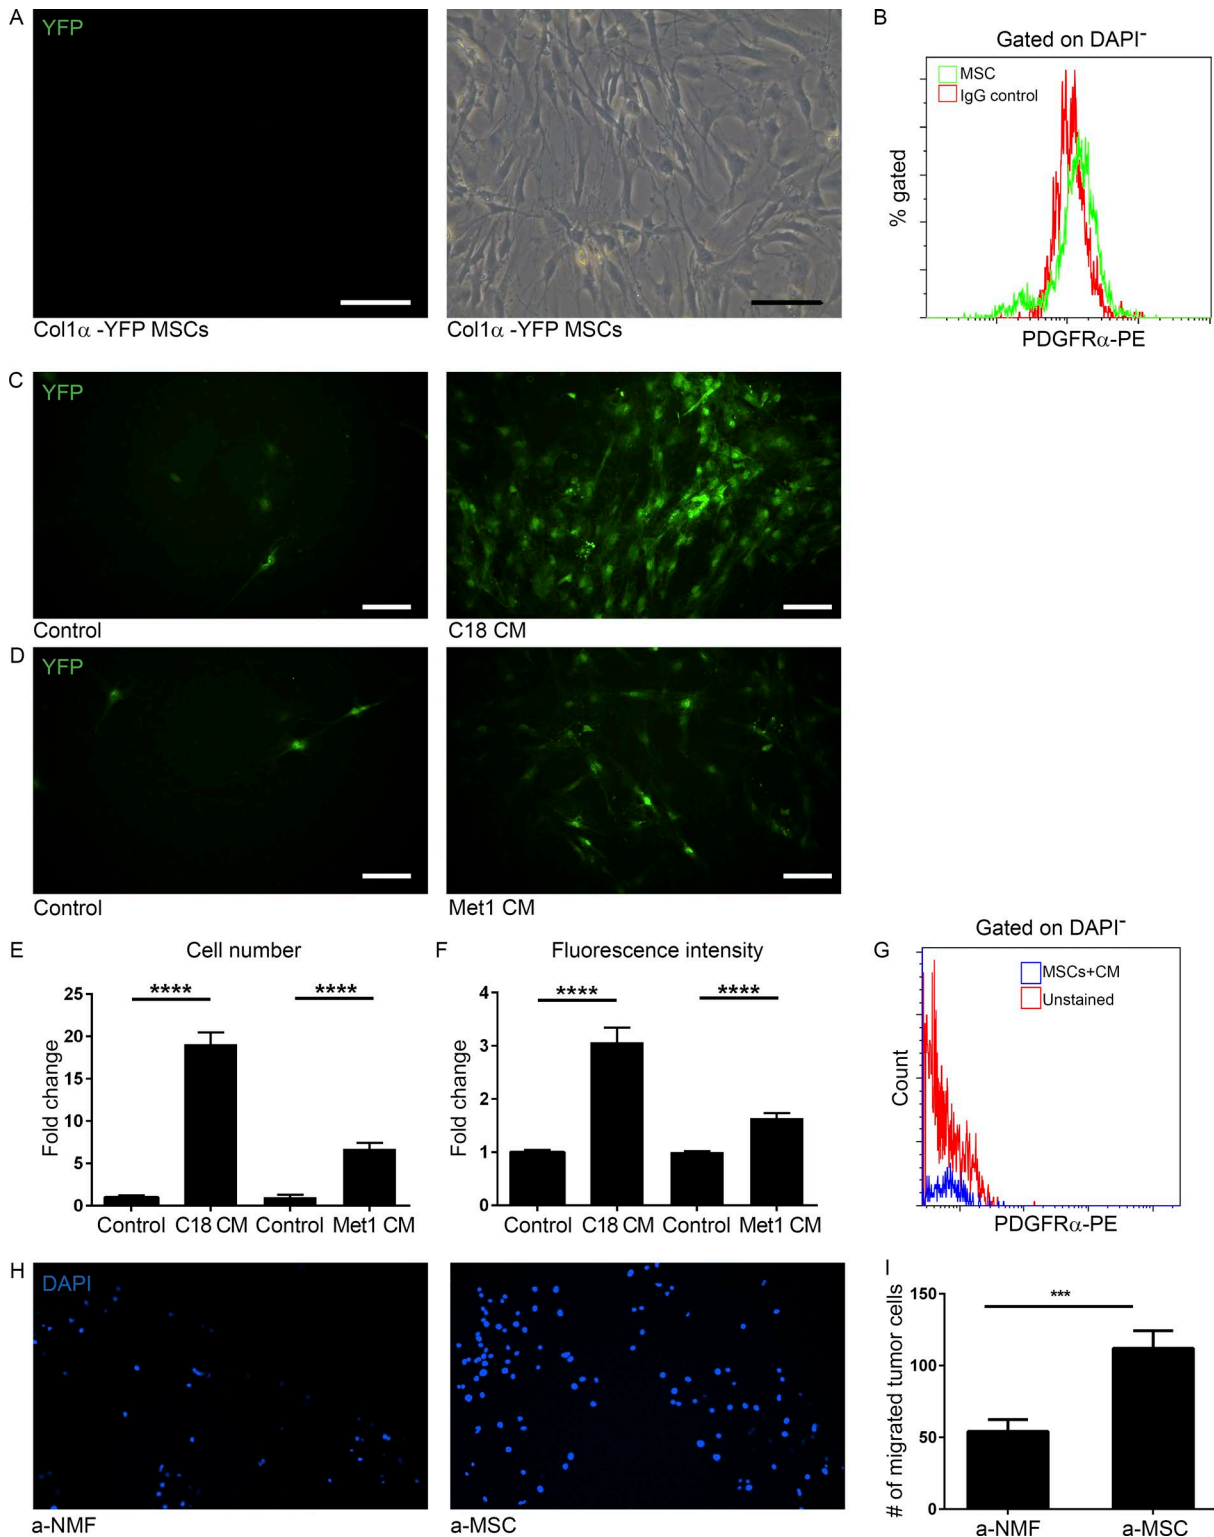 A
YFP
Col1α -YFP MSCs
Col1α -YFP MSCs
B
Gated on DAPI⁻
MSC
IgG control
% gated
PDGFRα-PE
C
YFP
Control
C18 CM
D
YFP
Control
Met1 CM
E
Cell number
****
****
25
20
15
10
5
0
Fold change
Control
C18 CM
Control
Met1 CM
F
Fluorescence intensity
****
****
4
3
2
1
0
Fold change
Control
C18 CM
Control
Met1 CM
G
Gated on DAPI⁻
MSCs+CM
Unstained
Count
PDGFRα-PE
H
DAPI
a-NMF
a-MSC
I
***
150
100
50
0
# of migrated tumor cells
a-NMF
a-MSC